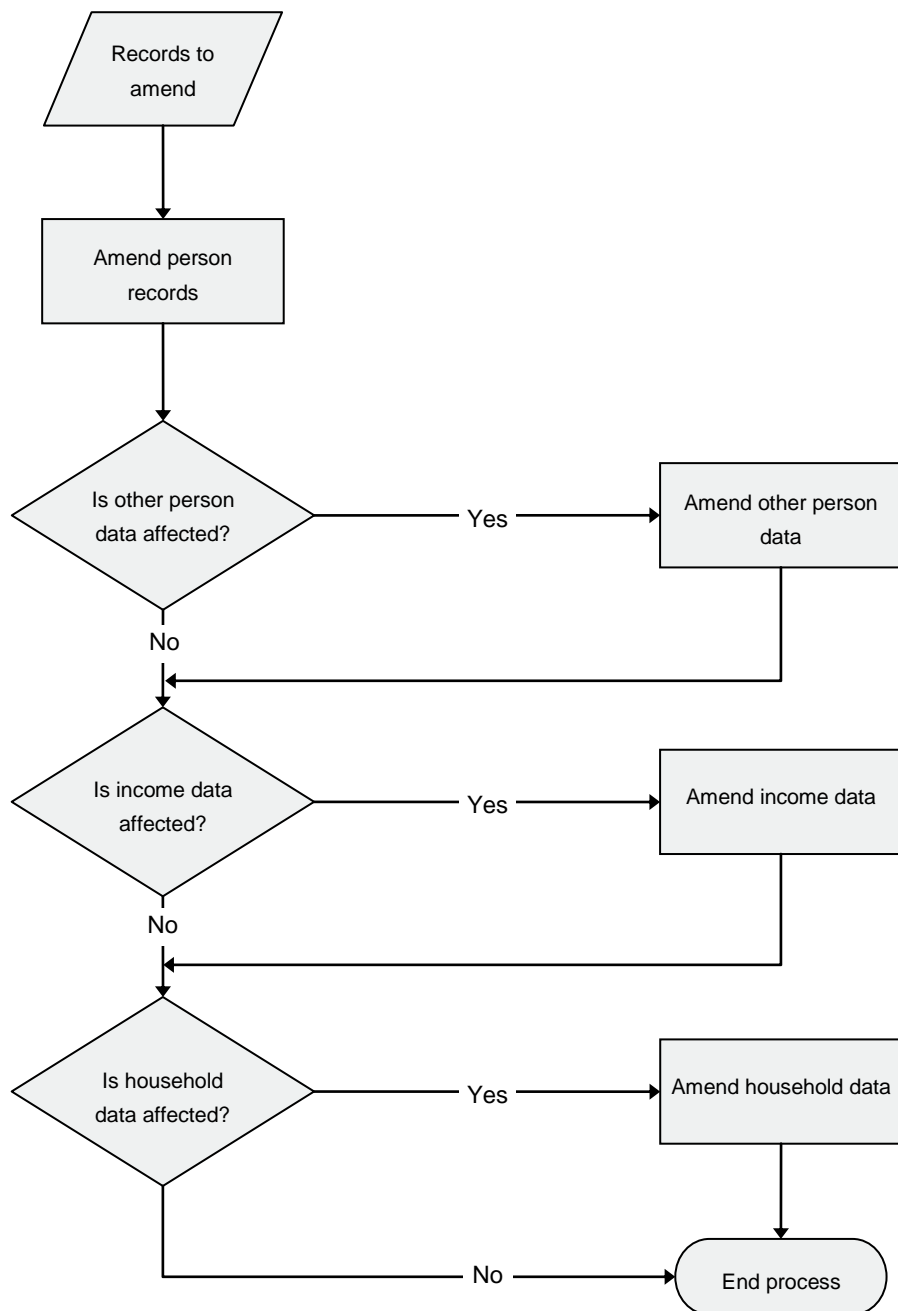 Records to
amend
Amend person
records
Is other person
data affected?
Yes
Amend other person
data
No
Is income data
affected?
Yes
Amend income data
No
Is household
data affected?
Yes
Amend household data
No
End process